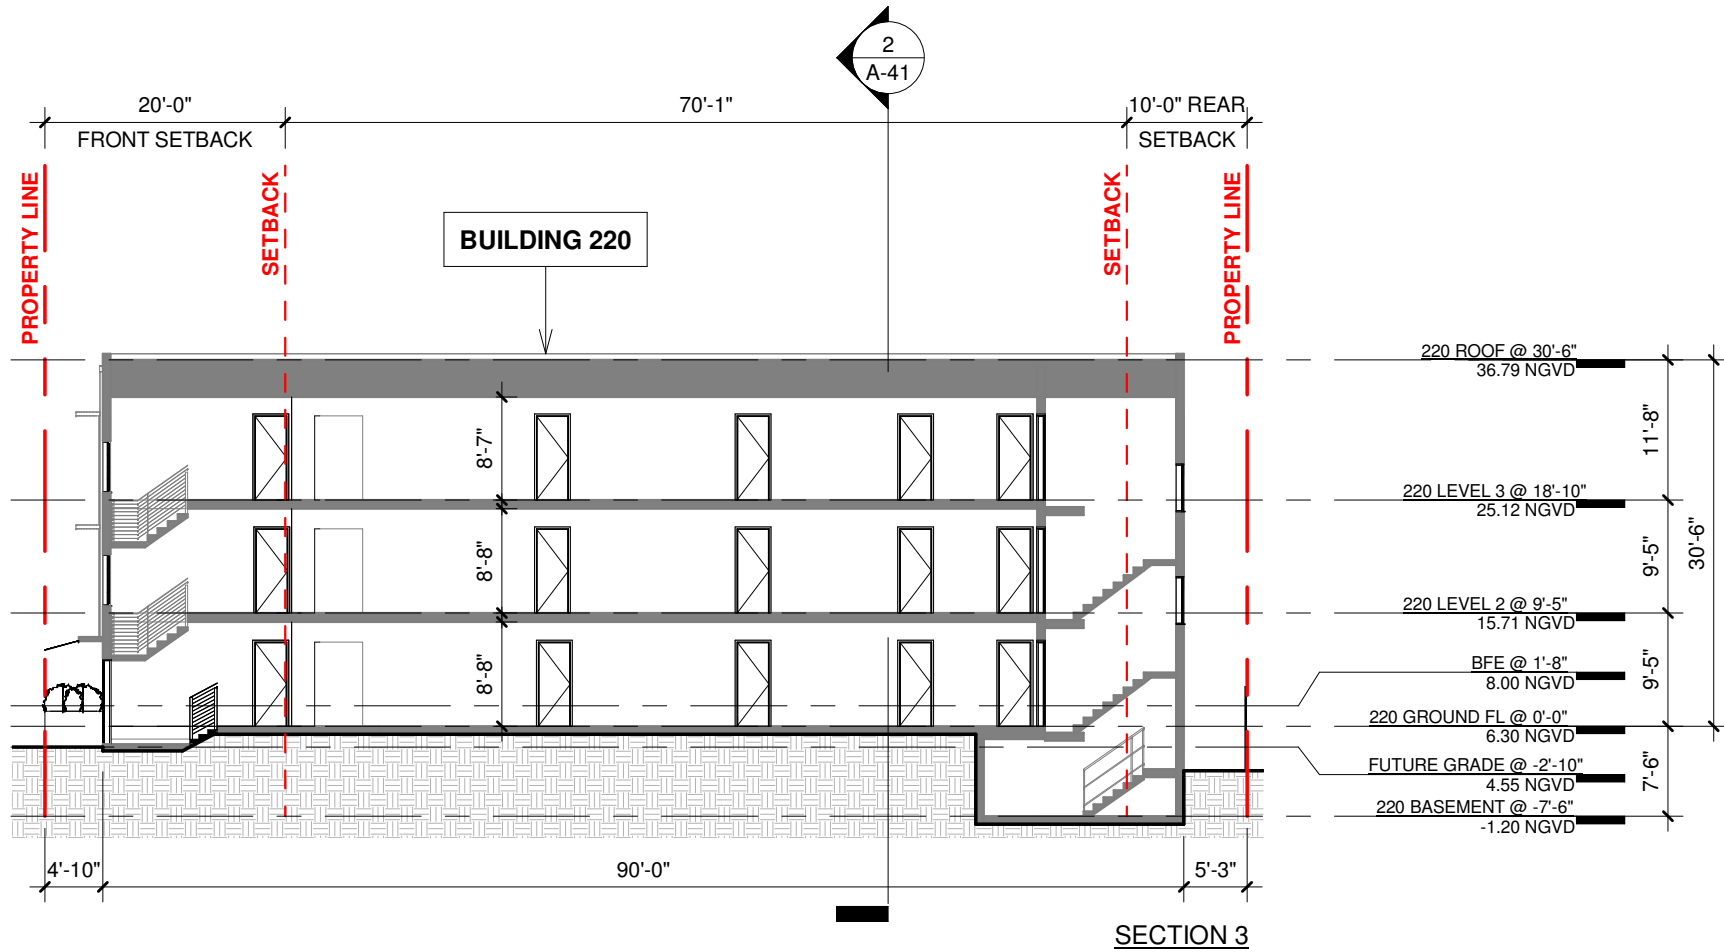 2
A-41
20'-0"
70'-1"
10'-0" REAR
FRONT SETBACK
SETBACK
PROPERTY LINE
SETBACK
SETBACK
PROPERTY LINE
BUILDING 220
220 ROOF @ 30'-6"
36.79 NGVD
11'-8"
8'-7"
220 LEVEL 3 @ 18'-10"
25.12 NGVD
30'-6"
9'-5"
8'-8"
220 LEVEL 2 @ 9'-5"
15.71 NGVD
9'-5"
8'-8"
BFE @ 1'-8"
8.00 NGVD
220 GROUND FL @ 0'-0"
6.30 NGVD
FUTURE GRADE @ -2'-10"
4.55 NGVD
7'-6"
220 BASEMENT @ -7'-6"
-1.20 NGVD
4'-10"
90'-0"
5'-3"
SECTION 3